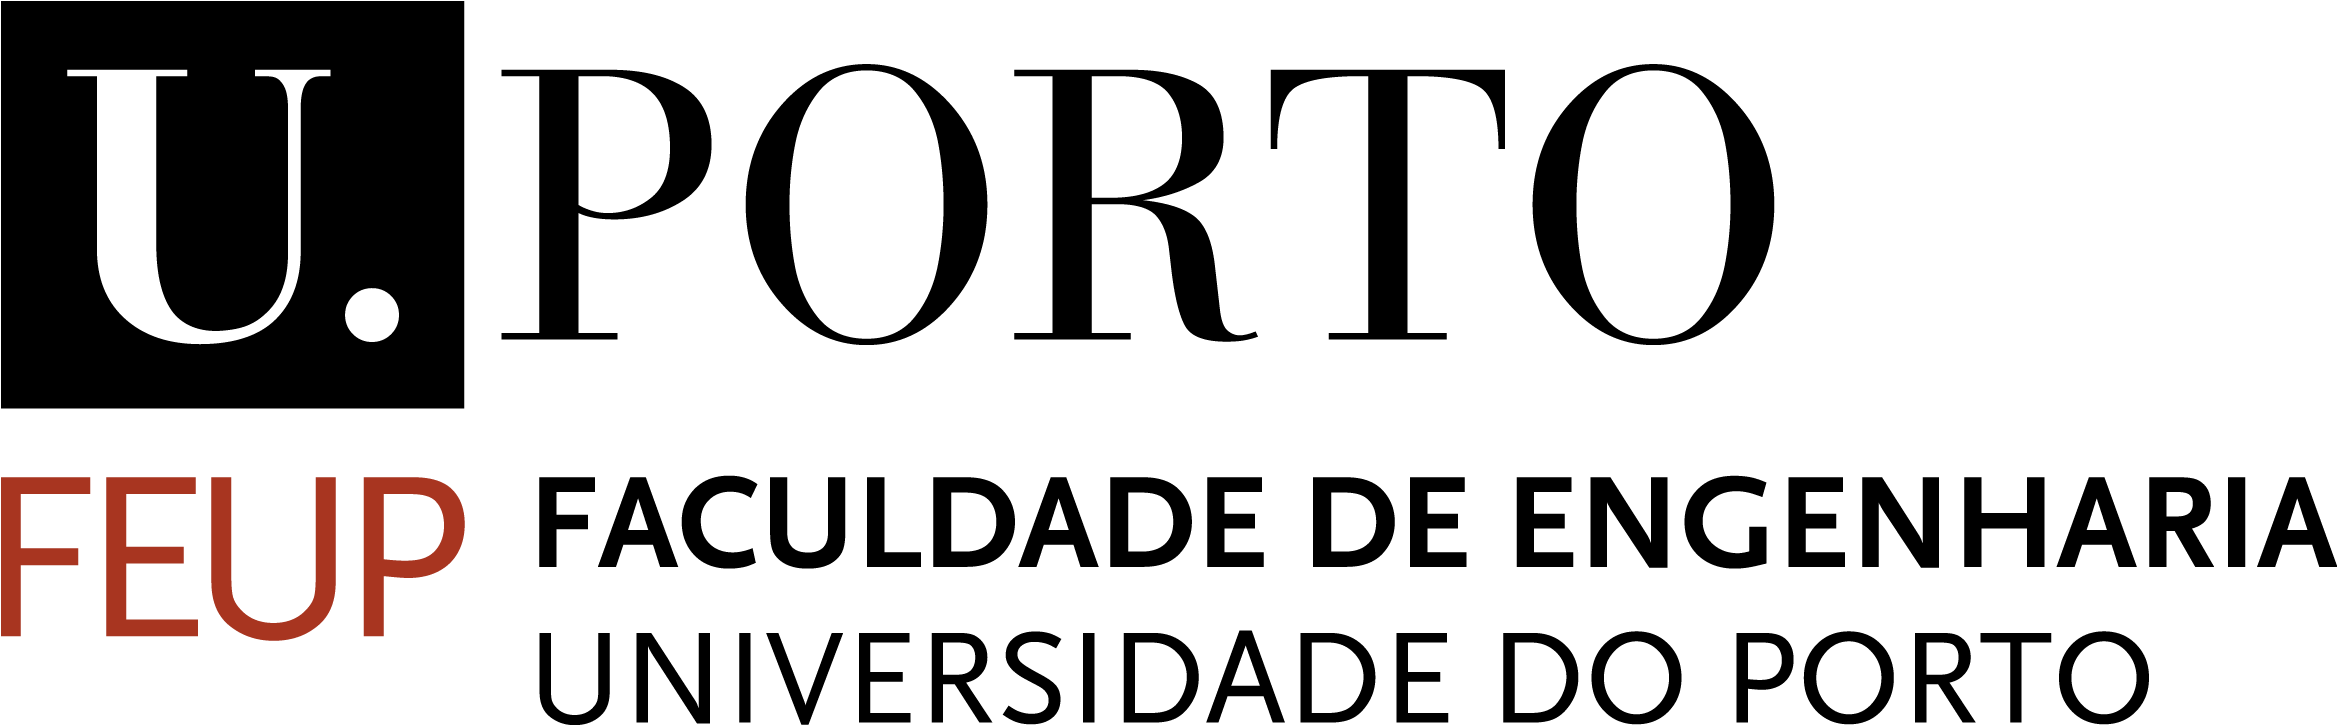 U. PORTO
FEUP FACULDADE DE ENGENHARIA
UNIVERSIDADE DO PORTO